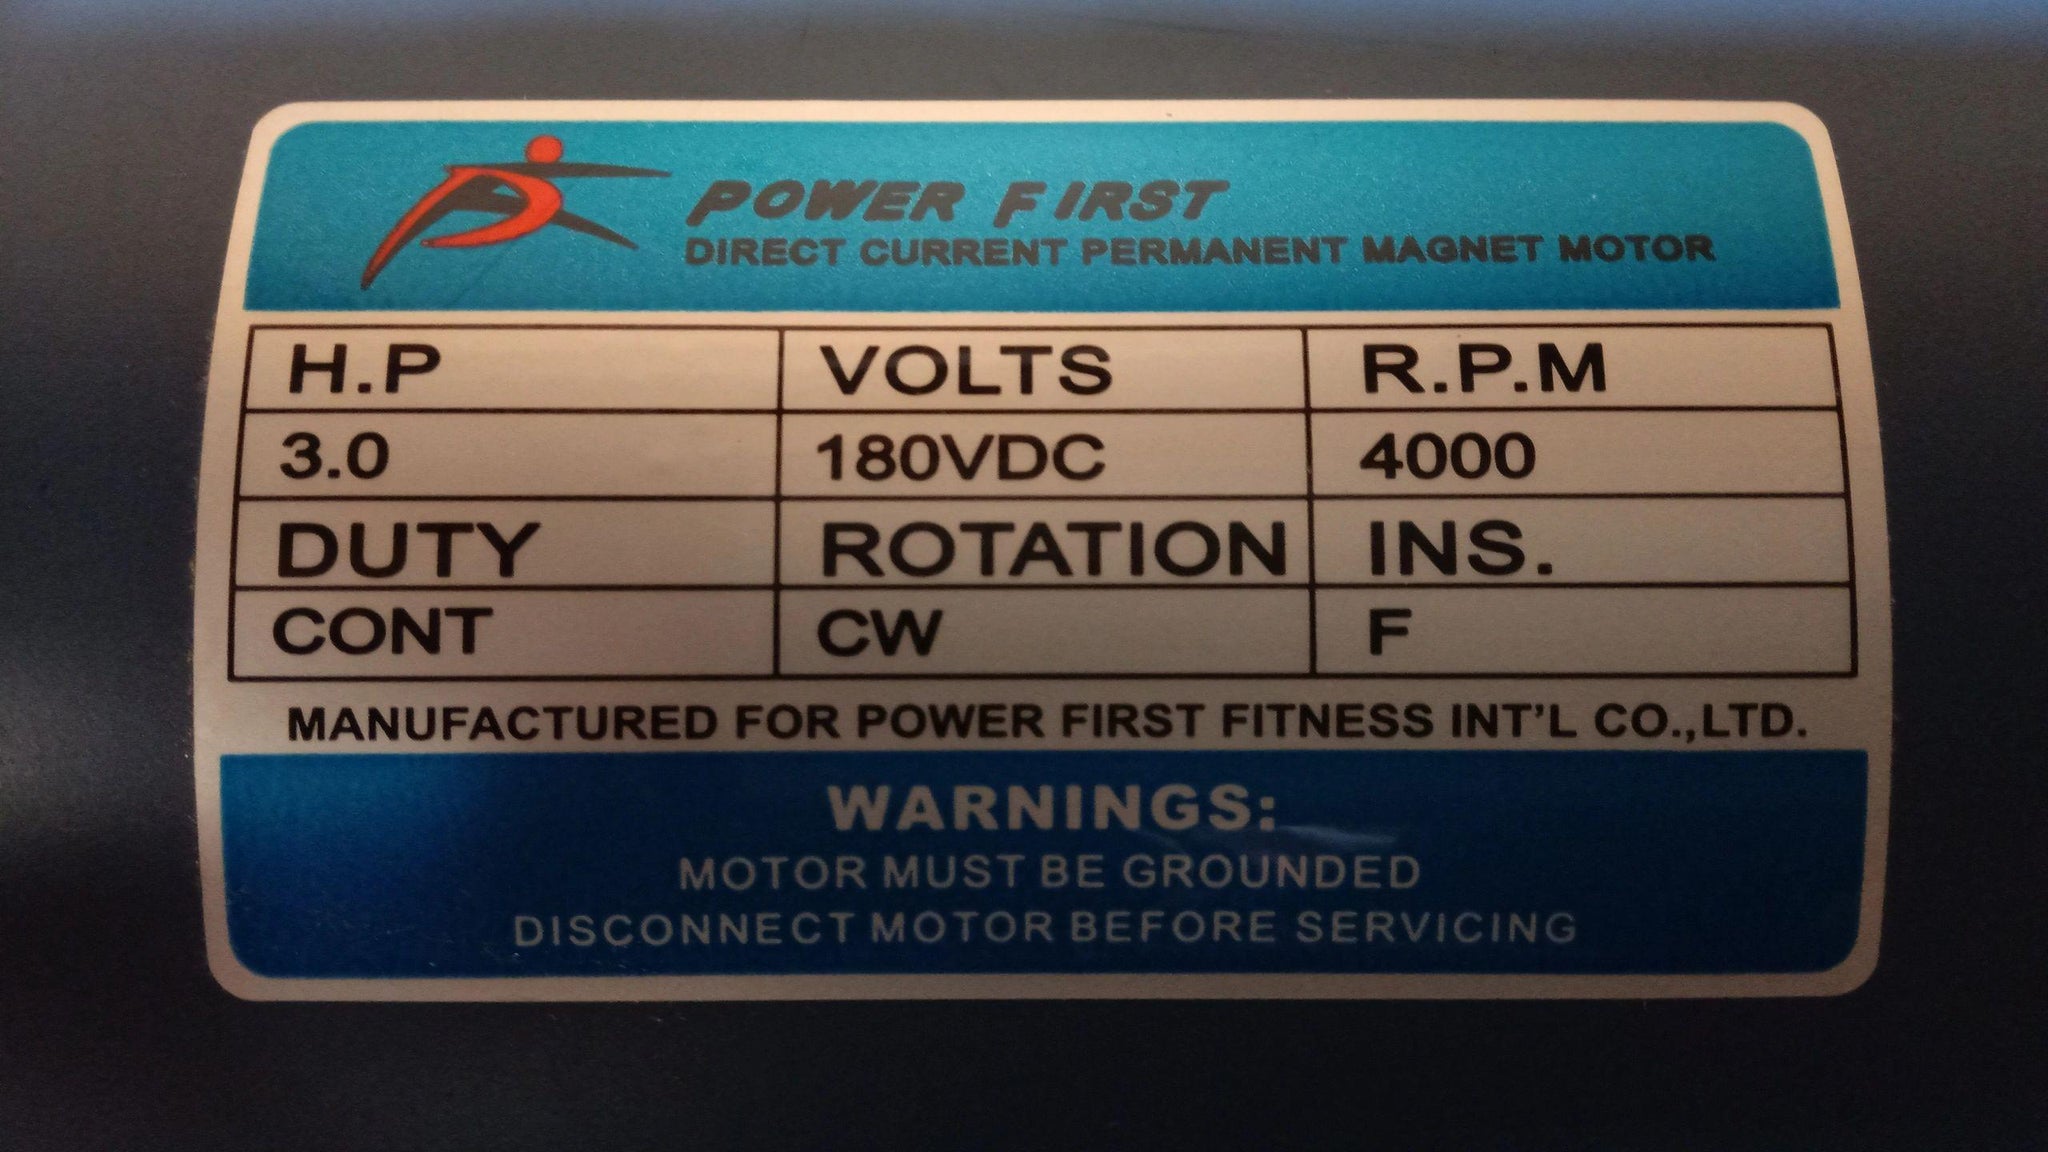 POWER FIRST
DIRECT CURRENT PERMANENT MAGNET MOTOR
H.P VOLTS R.P.M
3.0 180VDC 4000
DUTY ROTATION INS.
CONT CW F
MANUFACTURED FOR POWER FIRST FITNESS INT'L CO.,LTD.
WARNINGS:
MOTOR MUST BE GROUNDED
DISCONNECT MOTOR BEFORE SERVICING